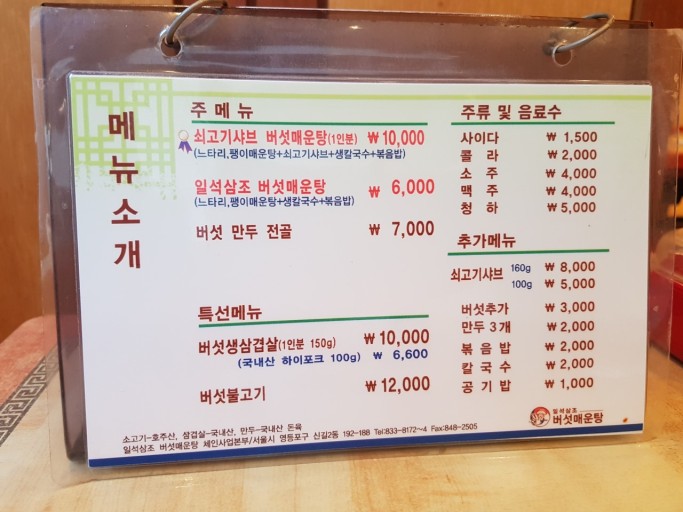 메뉴소개
주 메 뉴
쇠고기샤브 버섯매운탕(1인분) ₩ 10,000
(느타리,팽이매운탕+쇠고기샤브+생칼국수+볶음밥)
일석삼조 버섯매운탕 ₩ 6,000
(느타리,팽이매운탕+생칼국수+볶음밥)
버섯 만두 전골 ₩ 7,000
특선메뉴
버섯생삼겹살(1인분 150g) ₩ 10,000
(국내산 하이포크 100g) ₩ 6,600
버섯불고기 ₩ 12,000
주류 및 음료수
사이다 ₩ 1,500
콜 라 ₩ 2,000
소 주 ₩ 4,000
맥 주 ₩ 4,000
청 하 ₩ 5,000
추가메뉴
쇠고기샤브 160g ₩ 8,000
100g ₩ 5,000
버섯추가 ₩ 3,000
만두 3개 ₩ 2,000
볶 음 밥 ₩ 2,000
칼 국 수 ₩ 2,000
공 기 밥 ₩ 1,000
일석삼조
버섯매운탕
소고기-호주산, 삼겹살-국내산, 만두-국내산 돈육
일석삼조 버섯매운탕 체인사업본부/서울시 영등포구 신길2동 192-188 Tel:833-8172~4 Fax:848-2505